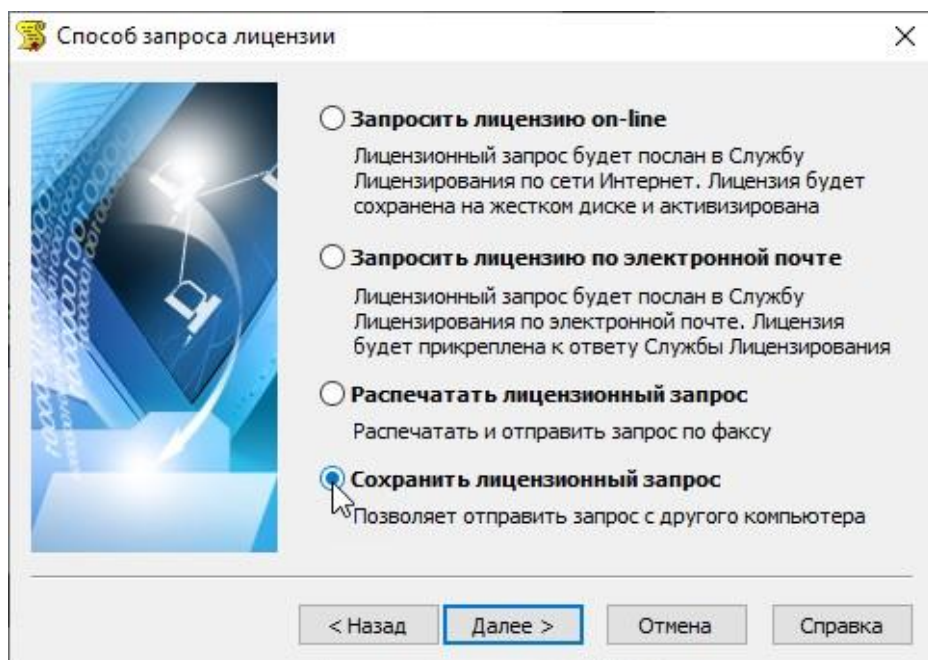 Способ запроса лицензии
Запросить лицензию on-line
Лицензионный запрос будет послан в Службу
Лицензирования по сети Интернет. Лицензия будет
сохранена на жестком диске и активизирована
Запросить лицензию по электронной почте
Лицензионный запрос будет послан в Службу
Лицензирования по электронной почте. Лицензия
будет прикреплена к ответу Службы Лицензирования
Распечатать лицензионный запрос
Распечатать и отправить запрос по факсу
Сохранить лицензионный запрос
Позволяет отправить запрос с другого компьютера
< Назад
Далее >
Отмена
Справка